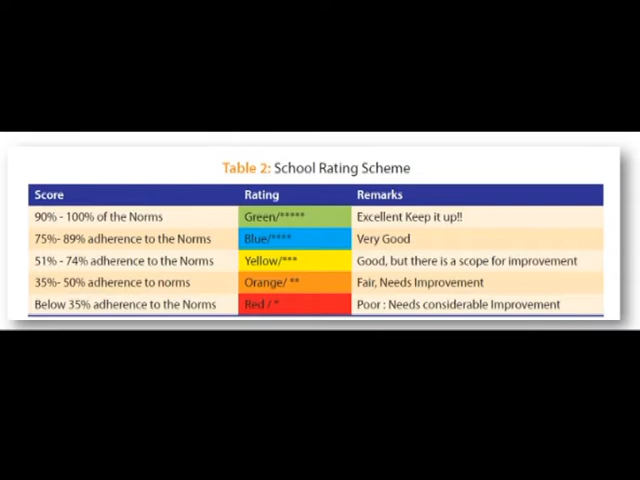 Table 2: School Rating Scheme
Score Rating Remarks
90% - 100% of the Norms Green/***** Excellent Keep it up!!
75%- 89% adherence to the Norms Blue/**** Very Good
51% - 74% adherence to the Norms Yellow/*** Good, but there is a scope for improvement
35%- 50% adherence to norms Orange/ ** Fair, Needs Improvement
Below 35% adherence to the Norms Red / * Poor : Needs considerable Improvement